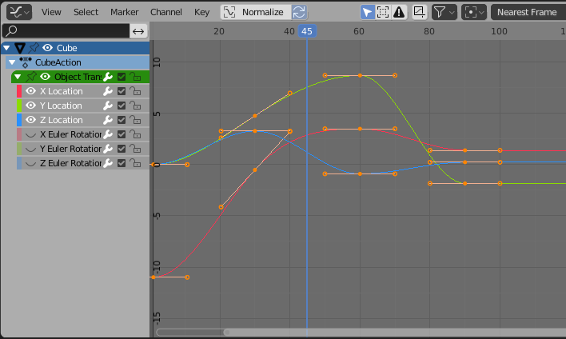 View Select Marker Channel Key Normalize Nearest Frame
20 40 45 60 80 100 120
Cube
CubeAction
Object Tran
X Location
Y Location
Z Location
X Euler Rotation
Y Euler Rotation
Z Euler Rotation
10
5
0
-5
-10
-15